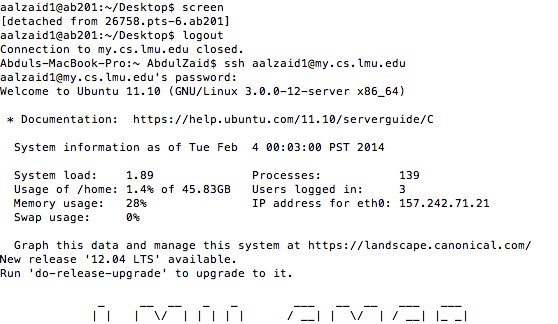 aalzaid1@ab201:~/Desktop$ screen
[detached from 26758.pts-6.ab201]
aalzaid1@ab201:~/Desktop$ logout
Connection to my.cs.lmu.edu closed.
Abduls-MacBook-Pro:~ AbdulZaid$ ssh aalzaid1@my.cs.lmu.edu
aalzaid1@my.cs.lmu.edu's password:
Welcome to Ubuntu 11.10 (GNU/Linux 3.0.0-12-server x86_64)
* Documentation:  https://help.ubuntu.com/11.10/serverguide/C
System information as of Tue Feb  4 00:03:00 PST 2014
System load:    1.89              Processes:           139
Usage of /home: 1.4% of 45.83GB   Users logged in:     3
Memory usage:   28%               IP address for eth0: 157.242.71.21
Swap usage:     0%
Graph this data and manage this system at https://landscape.canonical.com/
New release '12.04 LTS' available.
Run 'do-release-upgrade' to upgrade to it.